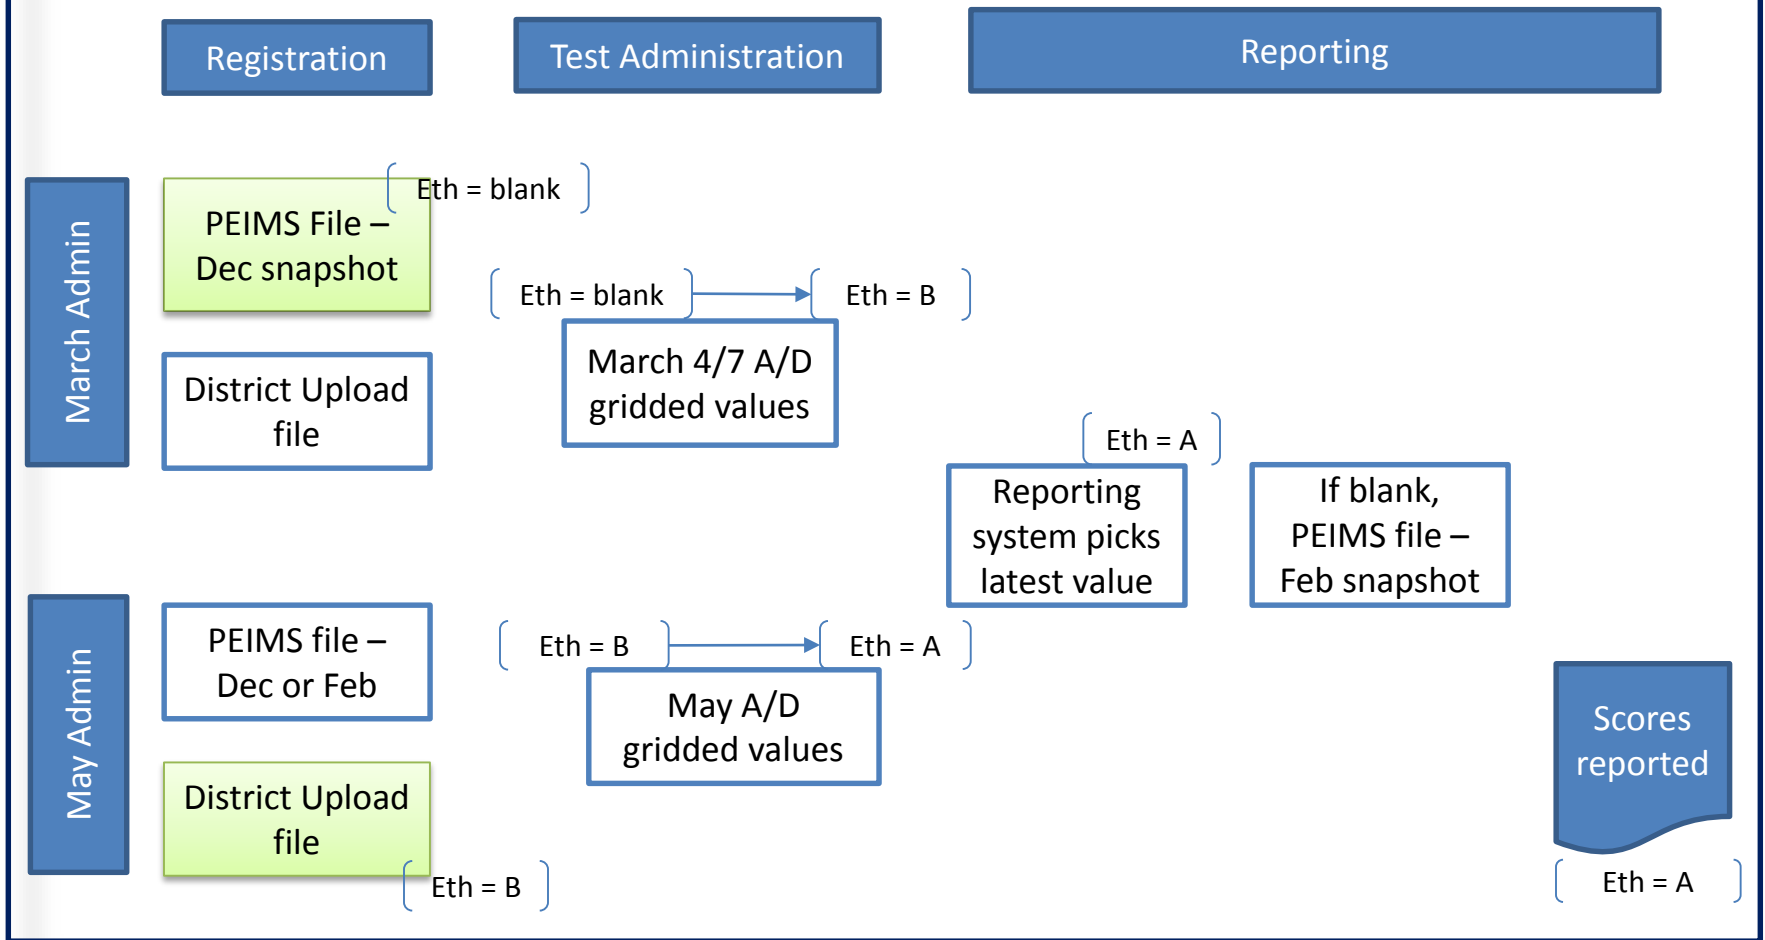 Registration
Test Administration
Reporting
March Admin
Eth = blank
PEIMS File –
Dec snapshot
District Upload
file
Eth = blank
Eth = B
March 4/7 A/D
gridded values
Eth = A
Reporting
system picks
latest value
If blank,
PEIMS file –
Feb snapshot
May Admin
PEIMS file –
Dec or Feb
District Upload
file
Eth = B
Eth = B
Eth = A
May A/D
gridded values
Scores
reported
Eth = A